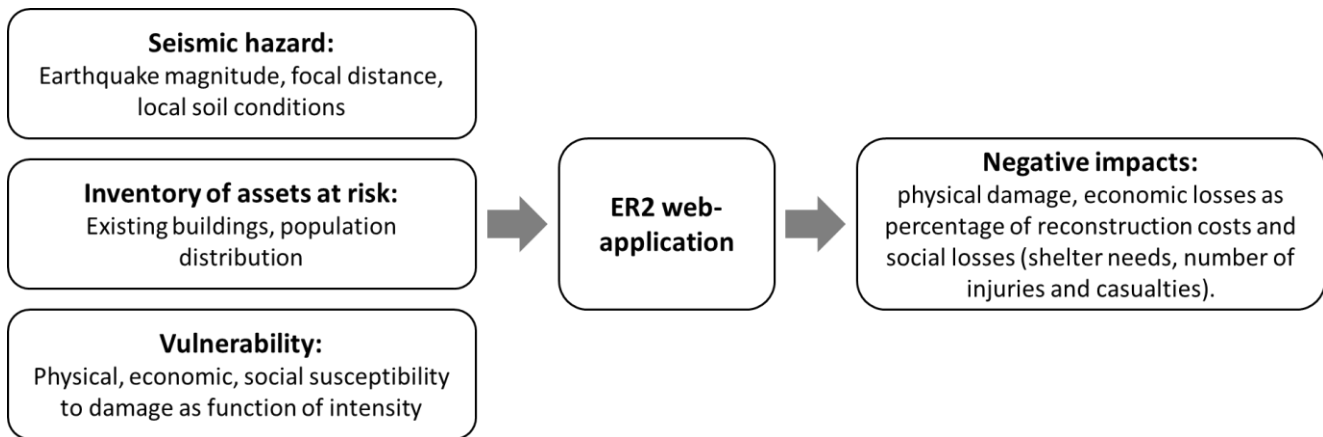 Seismic hazard:
Earthquake magnitude, focal distance,
local soil conditions
Inventory of assets at risk:
Existing buildings, population
distribution
Vulnerability:
Physical, economic, social susceptibility
to damage as function of intensity
ER2 web-
application
Negative impacts:
physical damage, economic losses as
percentage of reconstruction costs and
social losses (shelter needs, number of
injuries and casualties).